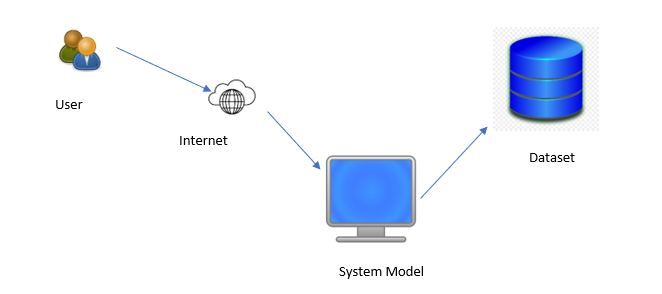 User
Internet
Dataset
System Model